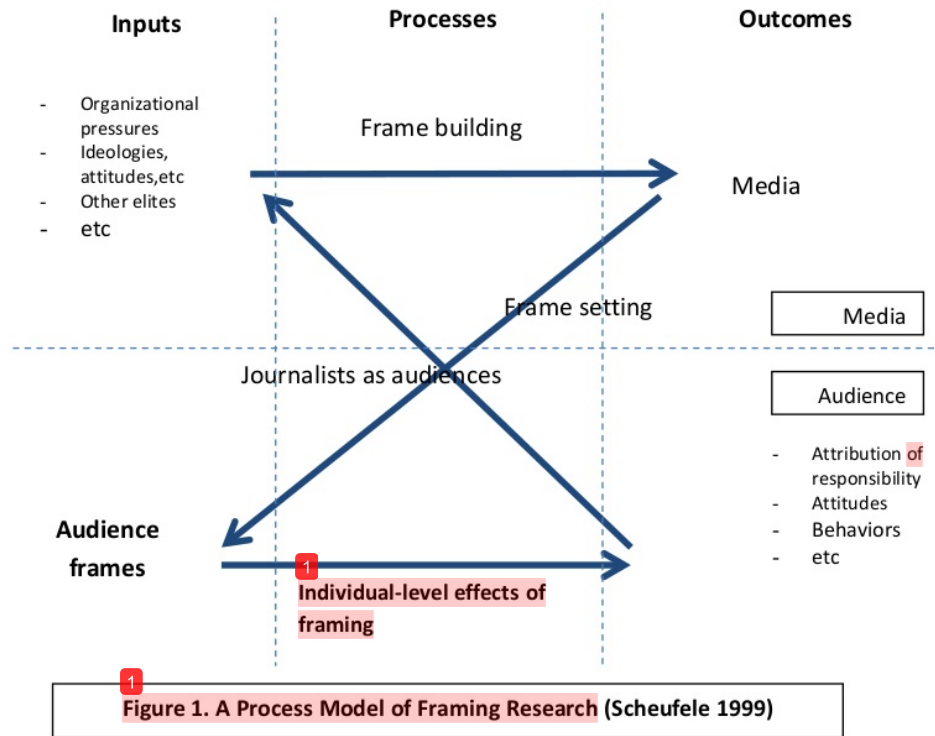 Inputs
Processes
Outcomes
- Organizational
pressures
- Ideologies,
attitudes,etc
- Other elites
- etc
Frame building
Media
Frame setting
Media
Journalists as audiences
Audience
- Attribution of
responsibility
- Attitudes
- Behaviors
- etc
Audience
frames
1
Individual-level effects of
framing
1
Figure 1. A Process Model of Framing Research (Scheufele 1999)